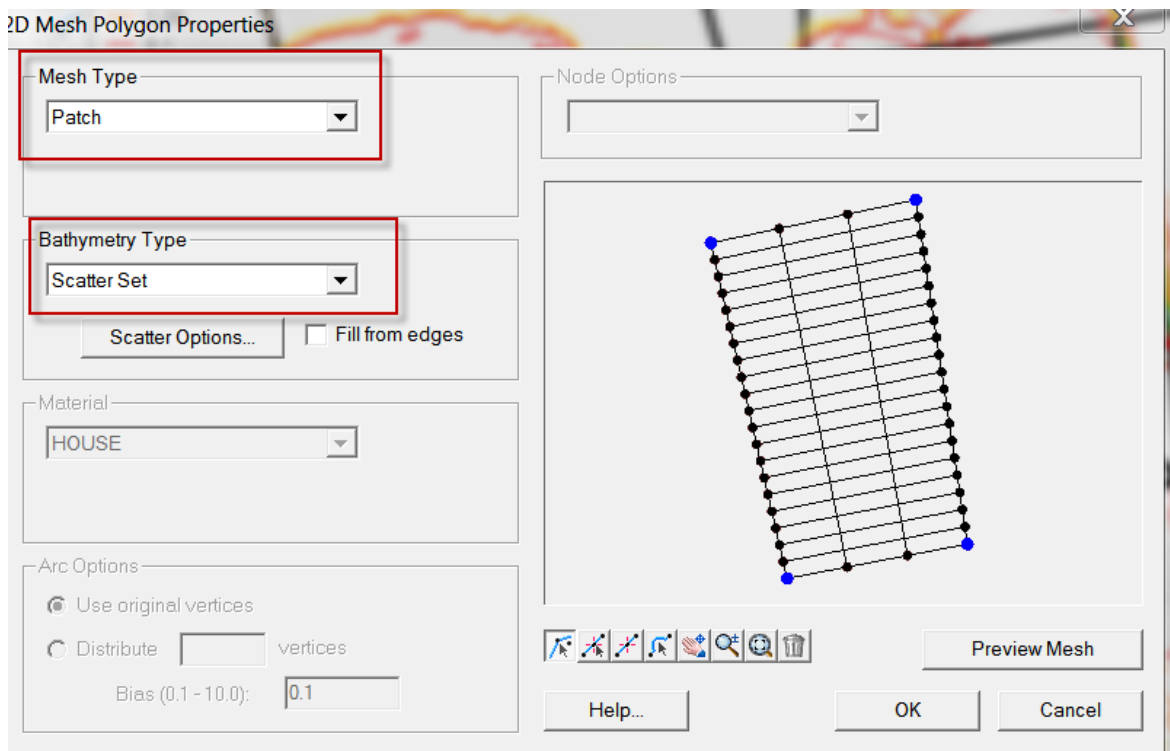 2D Mesh Polygon Properties
X
Mesh Type
Patch
Node Options
Bathymetry Type
Scatter Set
Scatter Options...
Fill from edges
Material
HOUSE
Arc Options
Use original vertices
Distribute vertices
Bias (0.1 - 10.0): 0.1
Preview Mesh
Help...
OK
Cancel